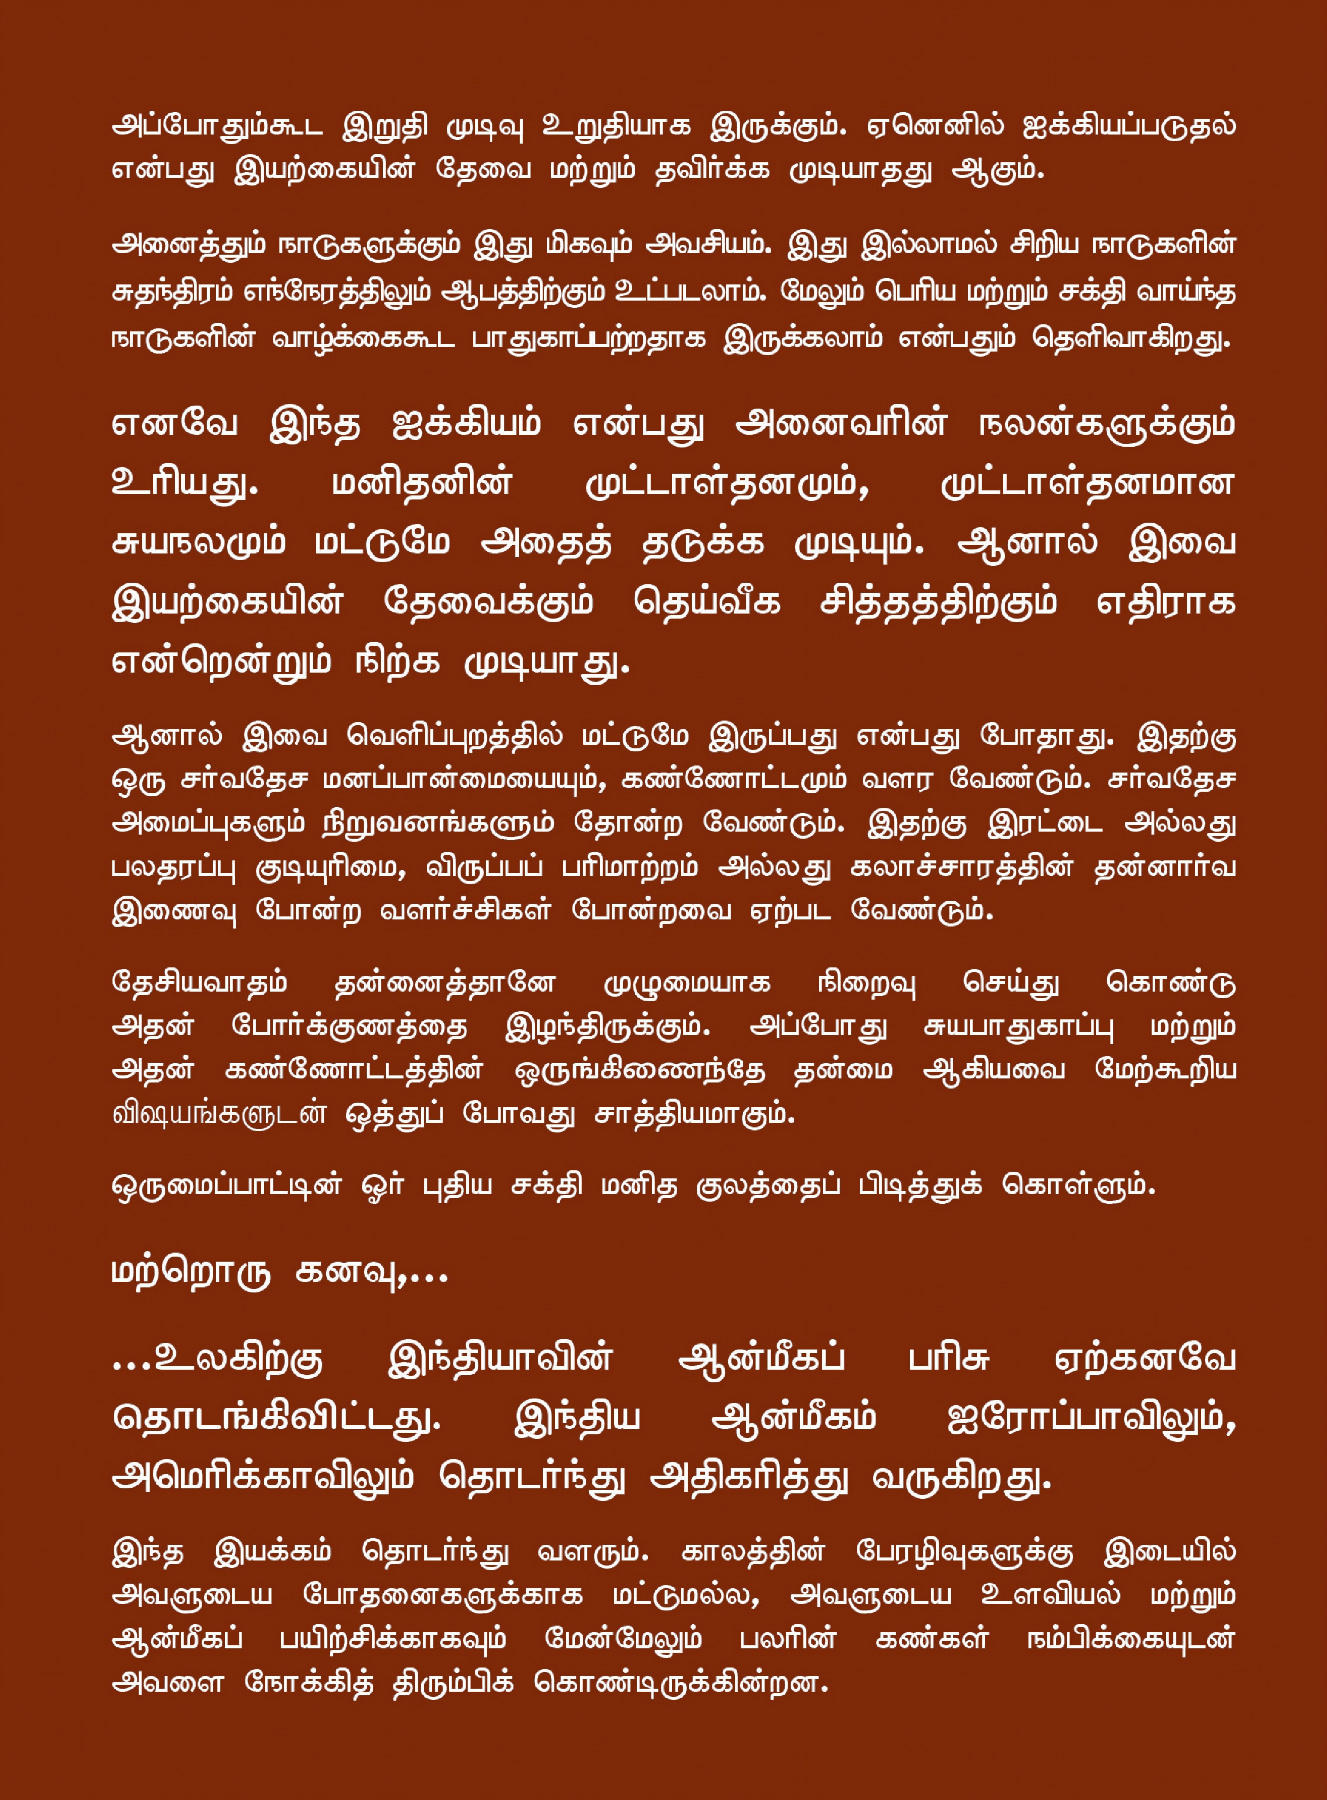 அப்போதும்கூட இறுதி முடிவு உறுதியாக இருக்கும். ஏனெனில் ஐக்கியப்படுதல்
என்பது இயற்கையின் தேவை மற்றும் தவிர்க்க முடியாதது ஆகும்.
அனைத்தும் நாடுகளுக்கும் இது மிகவும் அவசியம். இது இல்லாமல் சிறிய நாடுகளின்
சுதந்திரம் எந்நேரத்திலும் ஆபத்திற்கும் உட்படலாம். மேலும் பெரிய மற்றும் சக்தி வாய்ந்த
நாடுகளின் வாழ்க்கைகூட பாதுகாப்பற்றதாக இருக்கலாம் என்பதும் தெளிவாகிறது.
எனவே இந்த ஐக்கியம் என்பது அனைவரின் நலன்களுக்கும்
உரியது. மனிதனின் முட்டாள்தனமும், முட்டாள்தனமான
சுயநலமும் மட்டுமே அதைத் தடுக்க முடியும். ஆனால் இவை
இயற்கையின் தேவைக்கும் தெய்வீக சித்தத்திற்கும் எதிராக
என்றென்றும் நிற்க முடியாது.
ஆனால் இவை வெளிப்புறத்தில் மட்டுமே இருப்பது என்பது போதாது. இதற்கு
ஒரு சர்வதேச மனப்பான்மையையும், கண்ணோட்டமும் வளர வேண்டும். சர்வதேச
அமைப்புகளும் நிறுவனங்களும் தோன்ற வேண்டும். இதற்கு இரட்டை அல்லது
பலதரப்பு குடியுரிமை, விருப்பப் பரிமாற்றம் அல்லது கலாச்சாரத்தின் தன்னார்வ
இணைவு போன்ற வளர்ச்சிகள் போன்றவை ஏற்பட வேண்டும்.
தேசியவாதம் தன்னைத்தானே முழுமையாக நிறைவு செய்து கொண்டு
அதன் போர்க்குணத்தை இழந்திருக்கும். அப்போது சுயபாதுகாப்பு மற்றும்
அதன் கண்ணோட்டத்தின் ஒருங்கிணைந்தே தன்மை ஆகியவை மேற்கூறிய
விஷயங்களுடன் ஒத்துப் போவது சாத்தியமாகும்.
ஒருமைப்பாட்டின் ஓர் புதிய சக்தி மனித குலத்தைப் பிடித்துக் கொள்ளும்.
மற்றொரு கனவு,...
...உலகிற்கு இந்தியாவின் ஆன்மீகப் பரிசு ஏற்கனவே
தொடங்கிவிட்டது. இந்திய ஆன்மீகம் ஐரோப்பாவிலும்,
அமெரிக்காவிலும் தொடர்ந்து அதிகரித்து வருகிறது.
இந்த இயக்கம் தொடர்ந்து வளரும். காலத்தின் பேரழிவுகளுக்கு இடையில்
அவளுடைய போதனைகளுக்காக மட்டுமல்ல, அவளுடைய உளவியல் மற்றும்
ஆன்மீகப் பயிற்சிக்காகவும் மேன்மேலும் பலரின் கண்கள் நம்பிக்கையுடன்
அவளை நோக்கித் திரும்பிக் கொண்டிருக்கின்றன.